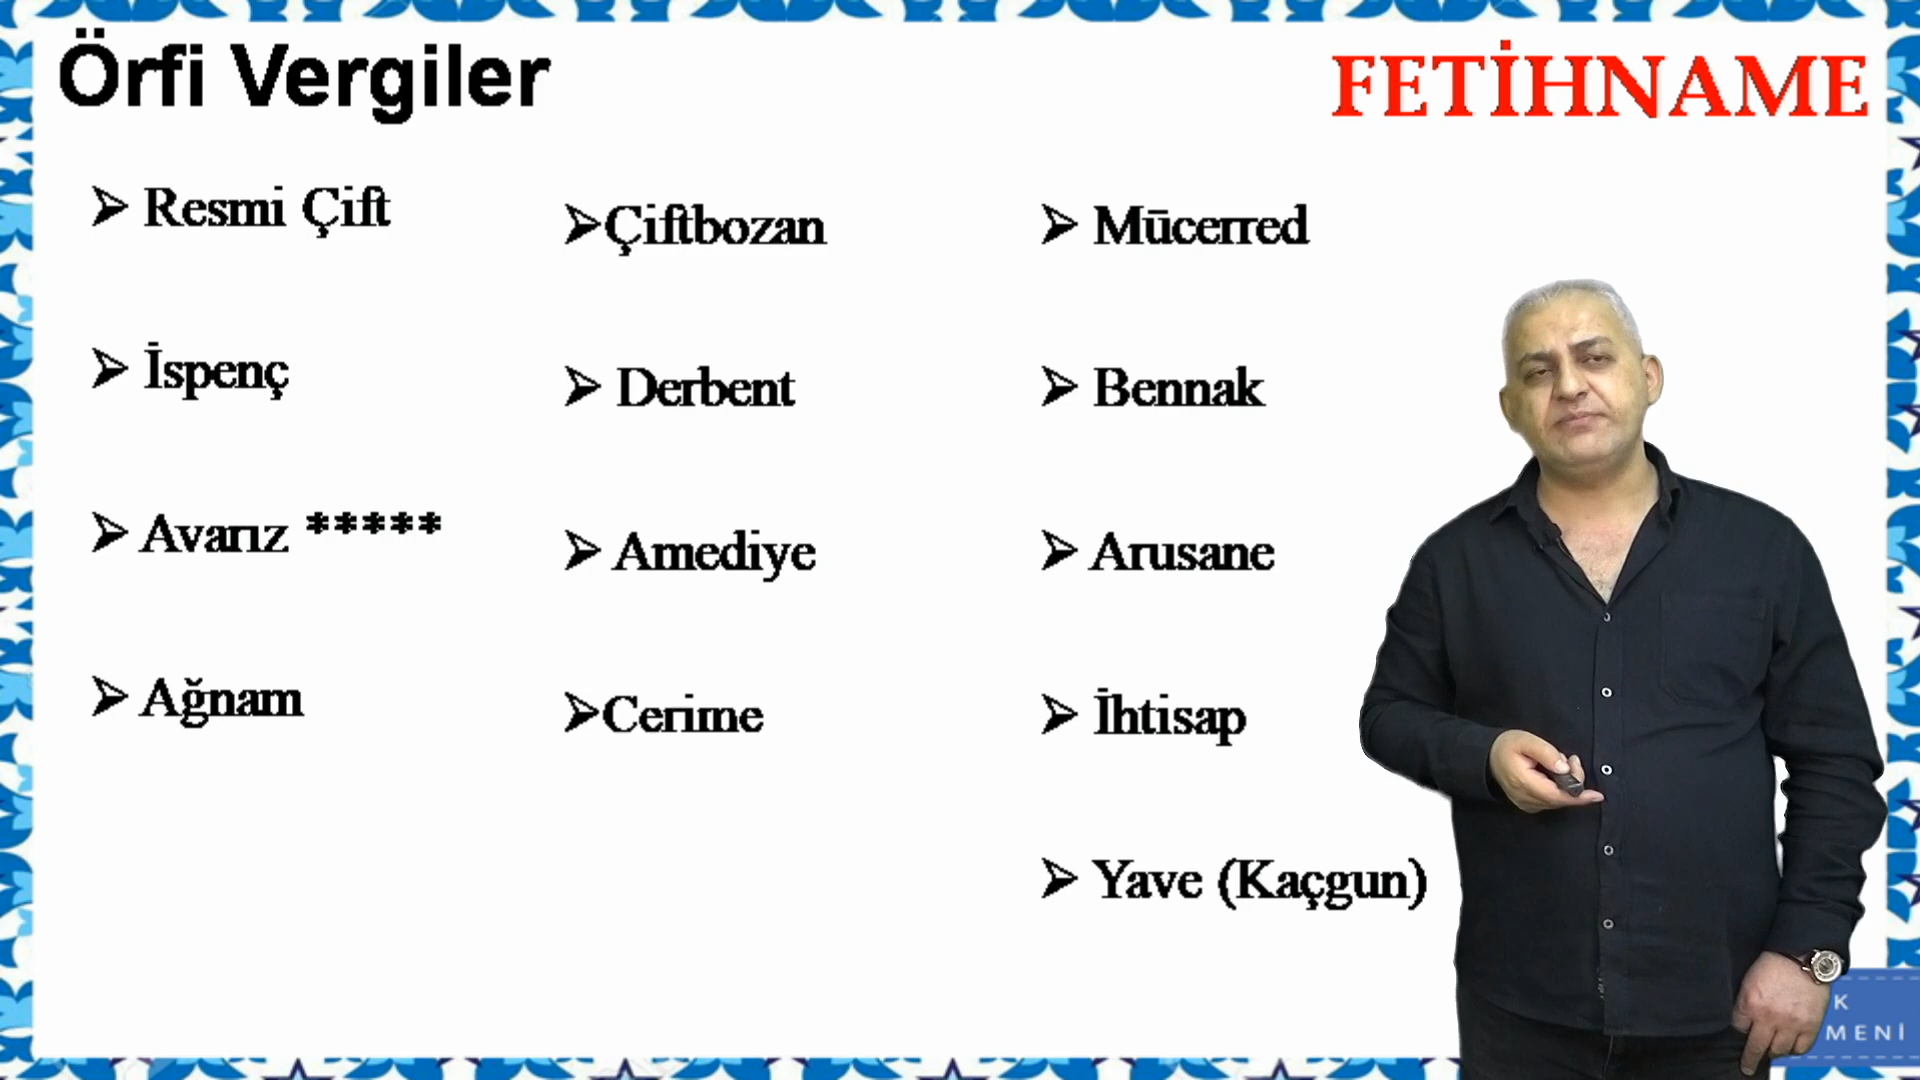 Örfi Vergiler
FETİHNAME
➢ Resmi Çift
➢ İspenç
➢ Avarız *****
➢ Ağnam
➢Çiftbozan
➢ Derbent
➢ Amediye
➢Cerime
➢ Mücerred
➢ Bennak
➢ Arusane
➢ İhtisap
➢ Yave (Kaçgun)
K
MENİ